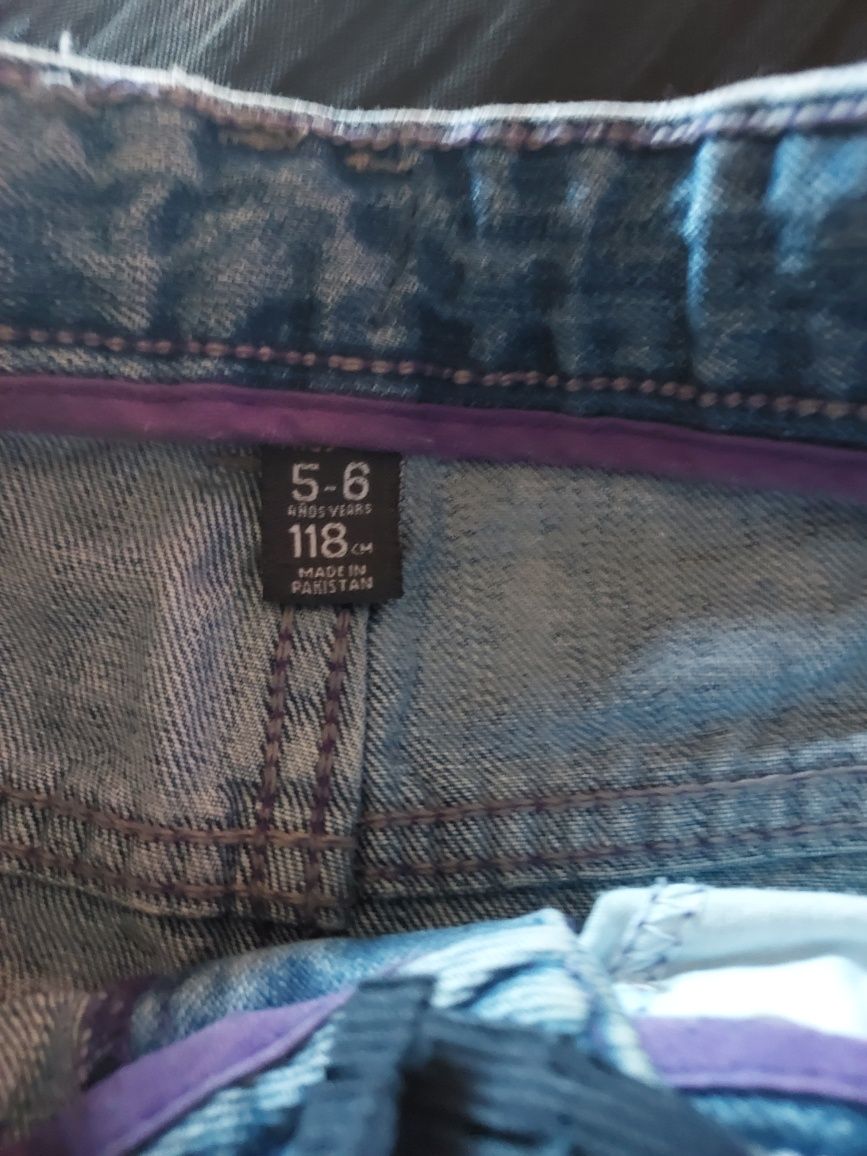 5-6
AÑOS YEARS
118 CM
MADE IN
PAKISTAN